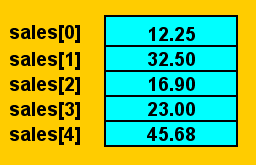 sales[0] 12.25
sales[1] 32.50
sales[2] 16.90
sales[3] 23.00
sales[4] 45.68